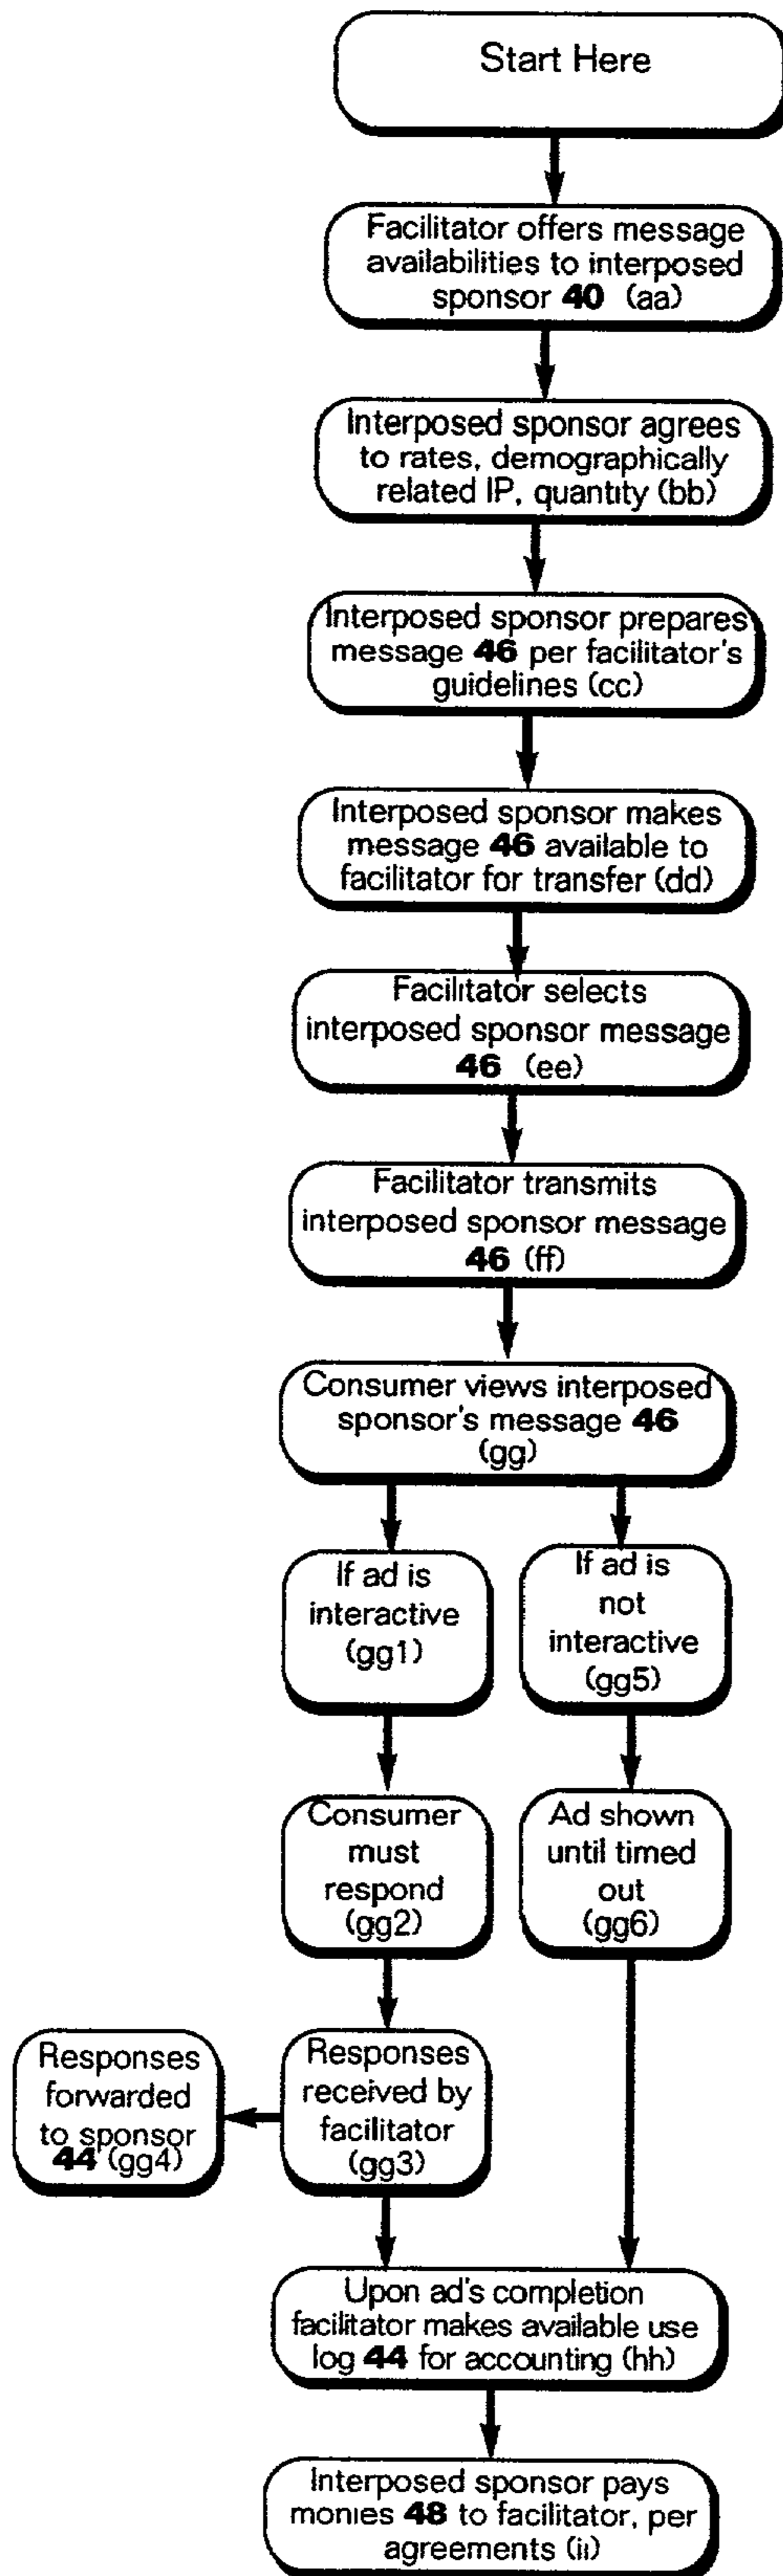 Start Here
Facilitator offers message
availabilities to interposed
sponsor 40 (aa)
Interposed sponsor agrees
to rates, demographically
related IP, quantity (bb)
Interposed sponsor prepares
message 46 per facilitator's
guidelines (cc)
Interposed sponsor makes
message 46 available to
facilitator for transfer (dd)
Facilitator selects
interposed sponsor message
46 (ee)
Facilitator transmits
interposed sponsor message
46 (ff)
Consumer views interposed
sponsor's message 46
(gg)
If ad is
interactive
(gg1)
If ad is
not
interactive
(gg5)
Consumer
must
respond
(gg2)
Ad shown
until timed
out
(gg6)
Responses
received by
facilitator
(gg3)
Responses
forwarded
to sponsor
44 (gg4)
Upon ad's completion
facilitator makes available use
log 44 for accounting (hh)
Interposed sponsor pays
monies 48 to facilitator, per
agreements (ii)